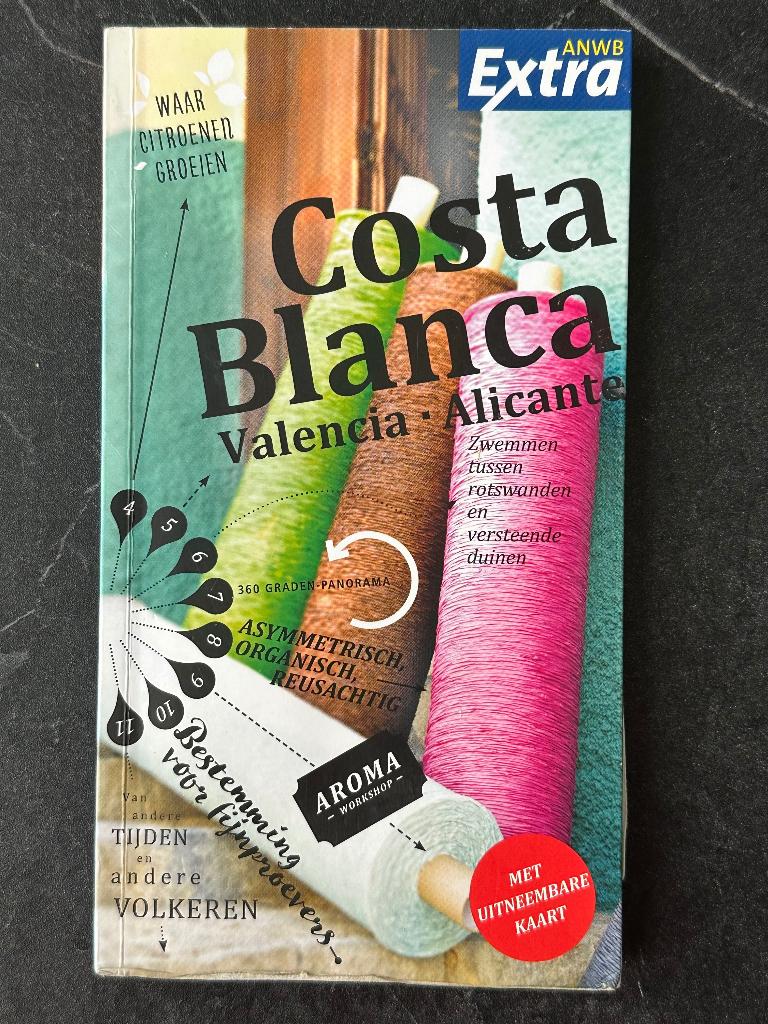 ANWB
Extra
WAAR
CITROENEN
GROEIEN
Costa
Blanca
Valencia · Alicante
Zwemmen
tussen
rotswanden
en
versteende
duinen
4
5
6
7
8
9
10
11
360 GRADEN-PANORAMA
ASYMMETRISCH,
ORGANISCH,
REUSACHTIG
Bestemming
voor fijnproevers
AROMA
– WORKSHOP –
Van
andere
TIJDEN
en
andere
VOLKEREN
MET
UITNEEMBARE
KAART